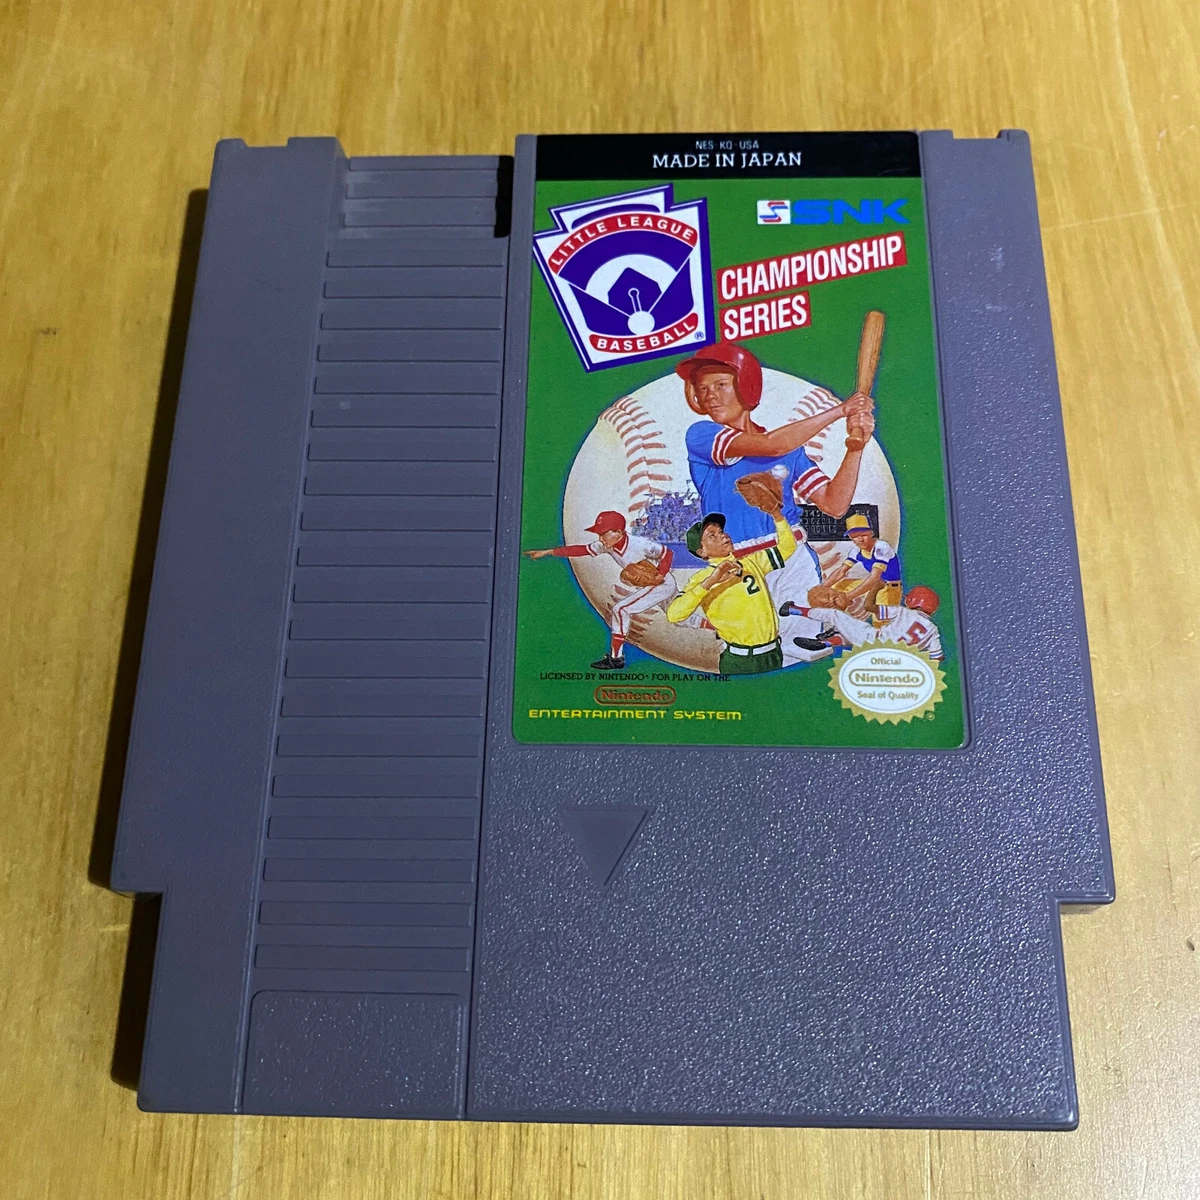 NES-KQ-USA
MADE IN JAPAN
SNK
LITTLE LEAGUE
BASEBALL ®
CHAMPIONSHIP
SERIES
2
5
LICENSED BY NINTENDO® FOR PLAY ON THE
Nintendo
ENTERTAINMENT SYSTEM
Official
Nintendo
Seal of Quality
®